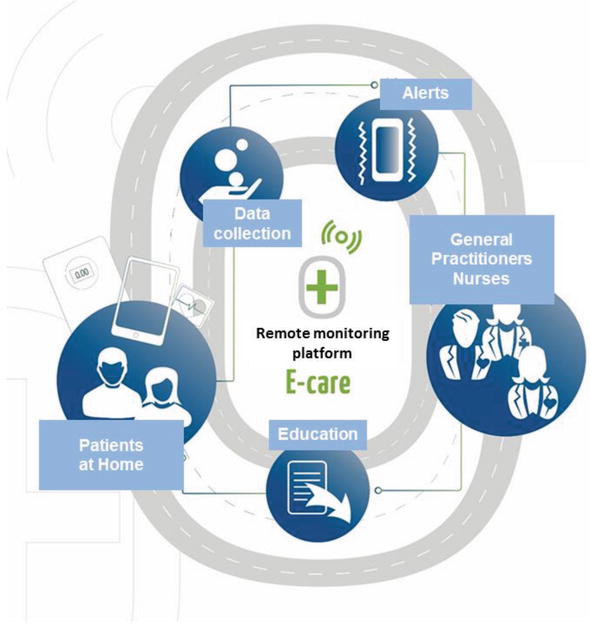 Alerts
Data
collection
General
Practitioners
Nurses
0.00
Remote monitoring
platform
E-care
Patients
at Home
Education